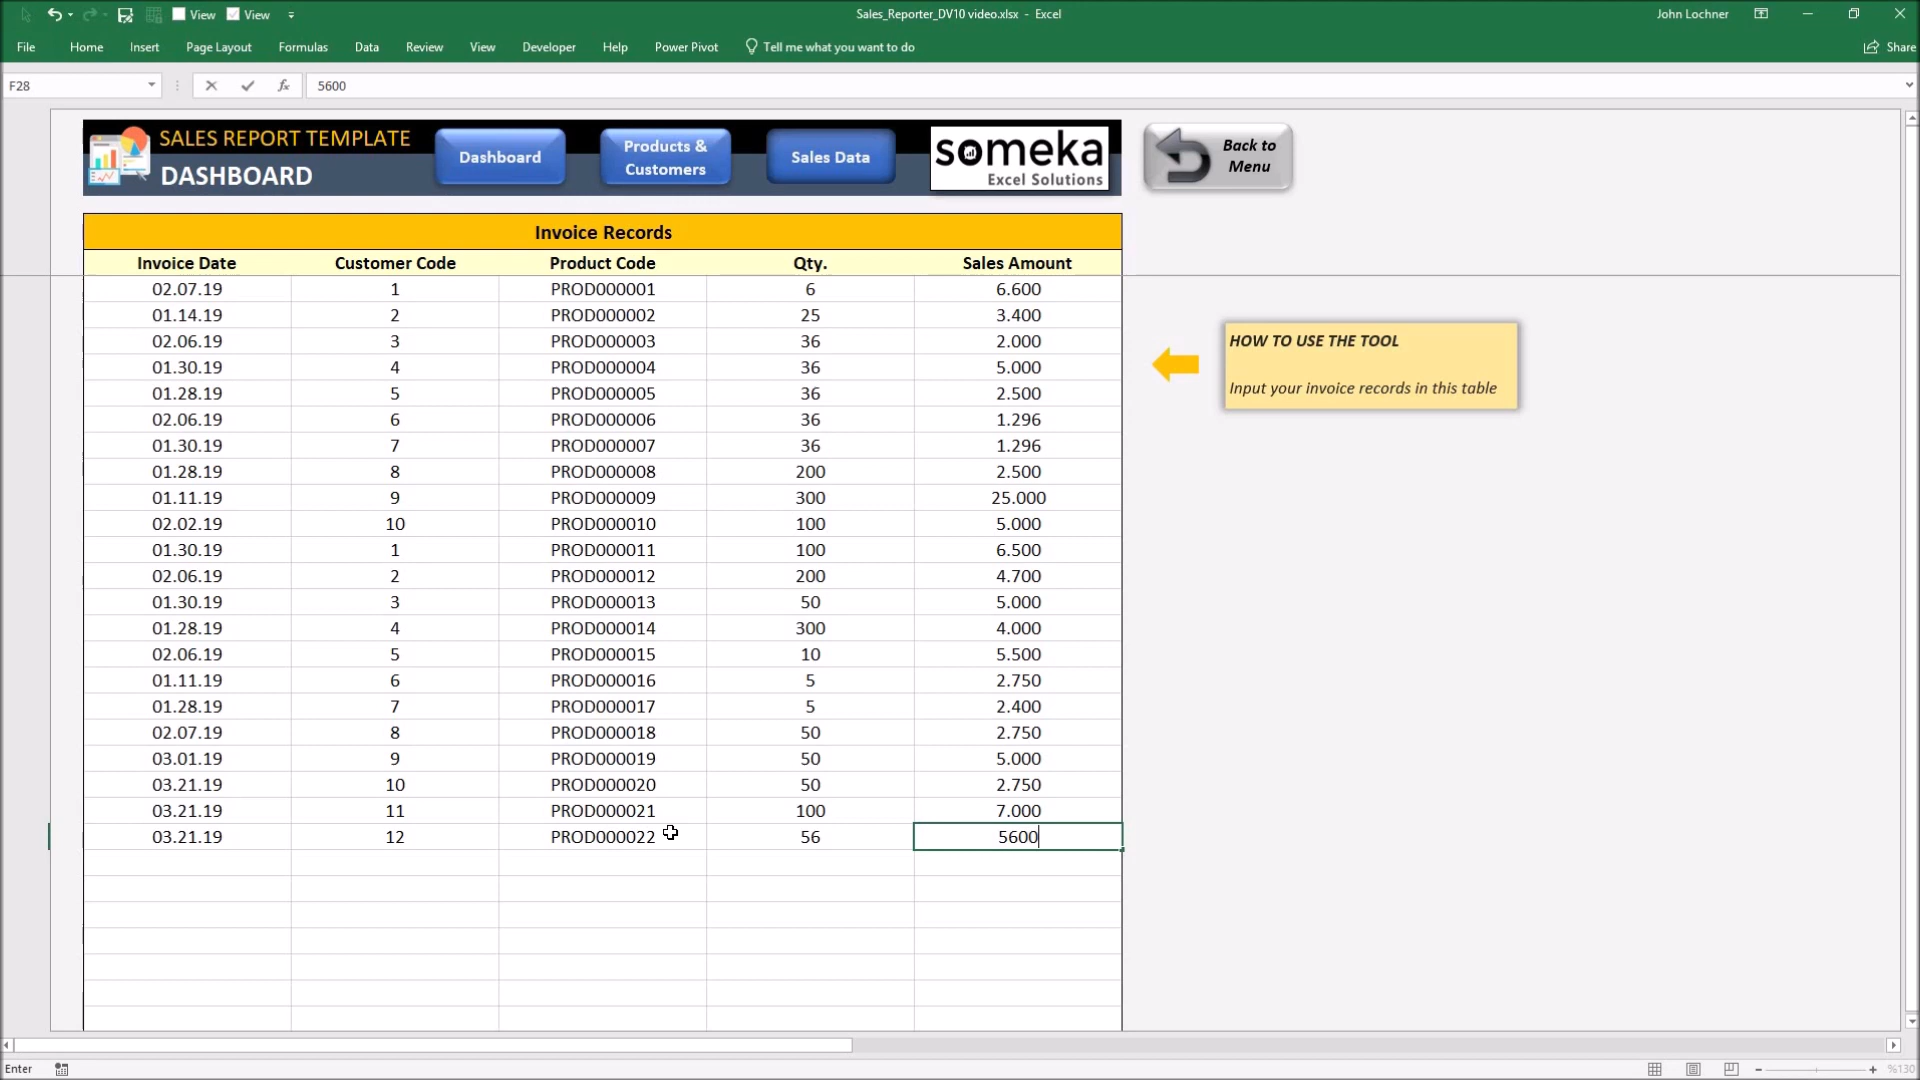 View View Sales_Reporter_DV10 video.xlsx - Excel John Lochner
File Home Insert Page Layout Formulas Data Review View Developer Help Power Pivot Tell me what you want to do Share
F28 fx 5600
SALES REPORT TEMPLATE
DASHBOARD
Dashboard
Products &
Customers
Sales Data
someka
Excel Solutions
Back to
Menu
Invoice Records
Invoice Date Customer Code Product Code Qty. Sales Amount
02.07.19 1 PROD000001 6 6.600
01.14.19 2 PROD000002 25 3.400
02.06.19 3 PROD000003 36 2.000
01.30.19 4 PROD000004 36 5.000
01.28.19 5 PROD000005 36 2.500
02.06.19 6 PROD000006 36 1.296
01.30.19 7 PROD000007 36 1.296
01.28.19 8 PROD000008 200 2.500
01.11.19 9 PROD000009 300 25.000
02.02.19 10 PROD000010 100 5.000
01.30.19 1 PROD000011 100 6.500
02.06.19 2 PROD000012 200 4.700
01.30.19 3 PROD000013 50 5.000
01.28.19 4 PROD000014 300 4.000
02.06.19 5 PROD000015 10 5.500
01.11.19 6 PROD000016 5 2.750
01.28.19 7 PROD000017 5 2.400
02.07.19 8 PROD000018 50 2.750
03.01.19 9 PROD000019 50 5.000
03.21.19 10 PROD000020 50 2.750
03.21.19 11 PROD000021 100 7.000
03.21.19 12 PROD000022 56 5600
HOW TO USE THE TOOL
Input your invoice records in this table
Enter %130